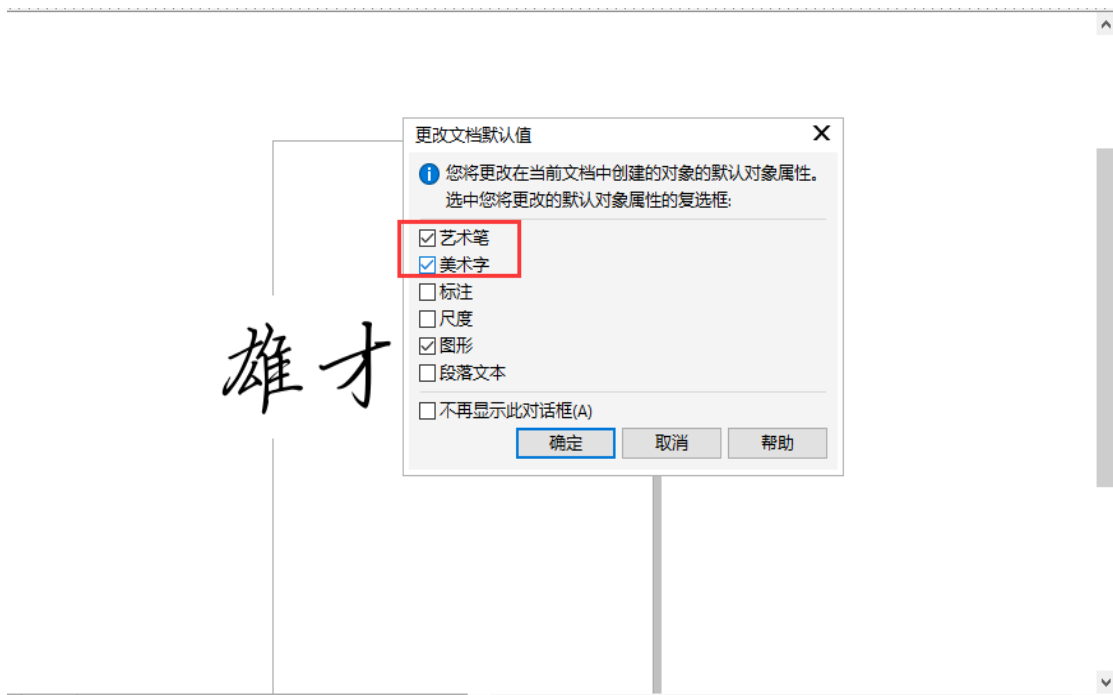 更改文档默认值
您将更改在当前文档中创建的对象的默认对象属性。
选中您将更改的默认对象属性的复选框:
艺术笔
美术字
标注
尺度
图形
段落文本
雄才
不再显示此对话框(A)
确定 取消 帮助